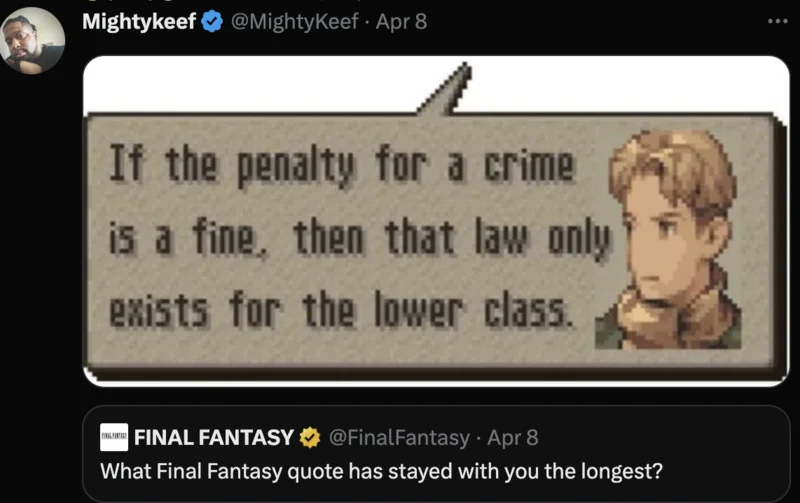 Mightykeef @MightyKeef · Apr 8
If the penalty for a crime
is a fine, then that law only
exists for the lower class.
FINAL FANTASY FINAL FANTASY @FinalFantasy · Apr 8
What Final Fantasy quote has stayed with you the longest?